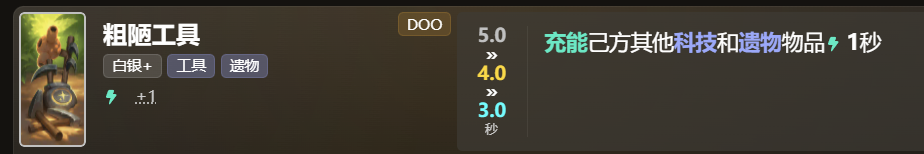 粗陋工具
DOO
白银+ 工具 遗物
±1
5.0
»
4.0
»
3.0
秒
充能己方其他科技和遗物物品 1秒